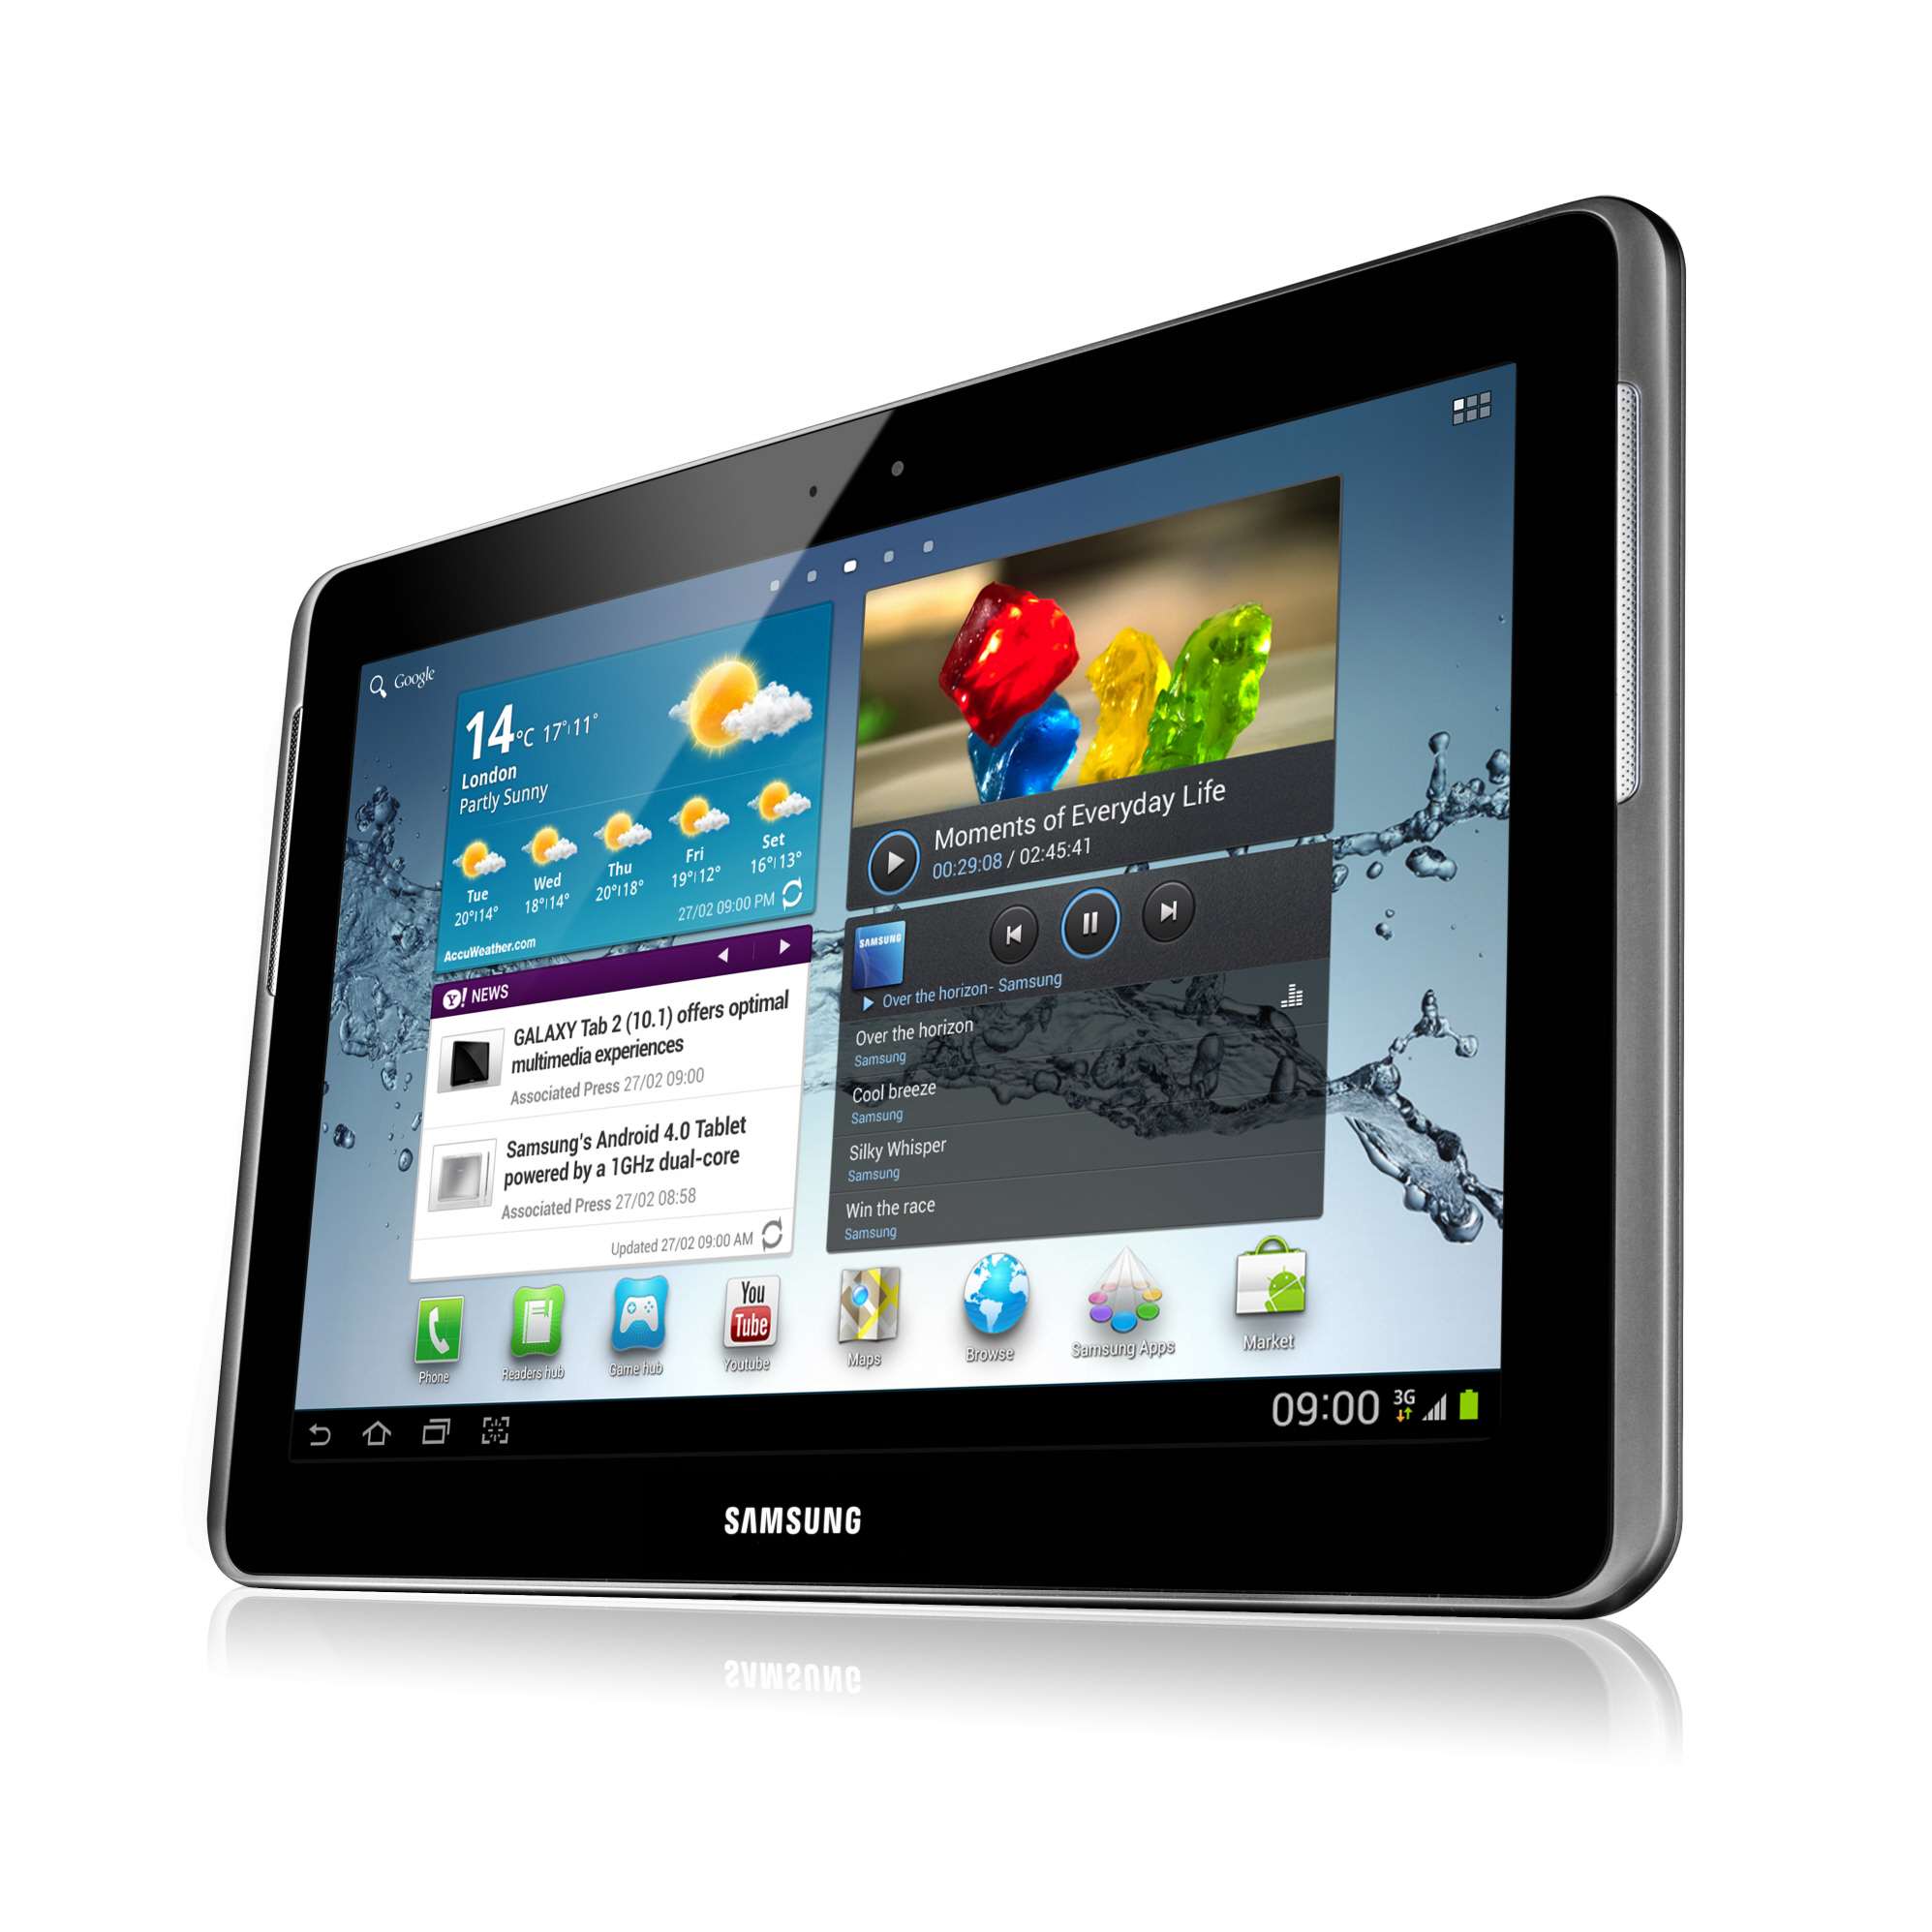 Google
14°C 17°|11°
London
Partly Sunny
Tue
20°|14°
Wed
18°|14°
Thu
20°|18°
Fri
19°|12°
Set
16°|13°
27/02 09:00 PM
AccuWeather.com
Y! NEWS
GALAXY Tab 2 (10.1) offers optimal
multimedia experiences
Associated Press 27/02 09:00
Samsung's Android 4.0 Tablet
powered by a 1GHz dual-core
Associated Press 27/02 08:58
Updated 27/02 09:00 AM
Moments of Everyday Life
00:29:08 / 02:45:41
SAMSUNG
Over the horizon- Samsung
Over the horizon
Samsung
Cool breeze
Samsung
Silky Whisper
Samsung
Win the race
Samsung
You
Tube
Phone
Readers hub
Game hub
Youtube
Maps
Browse
Samsung Apps
Market
09:00 3G
SAMSUNG